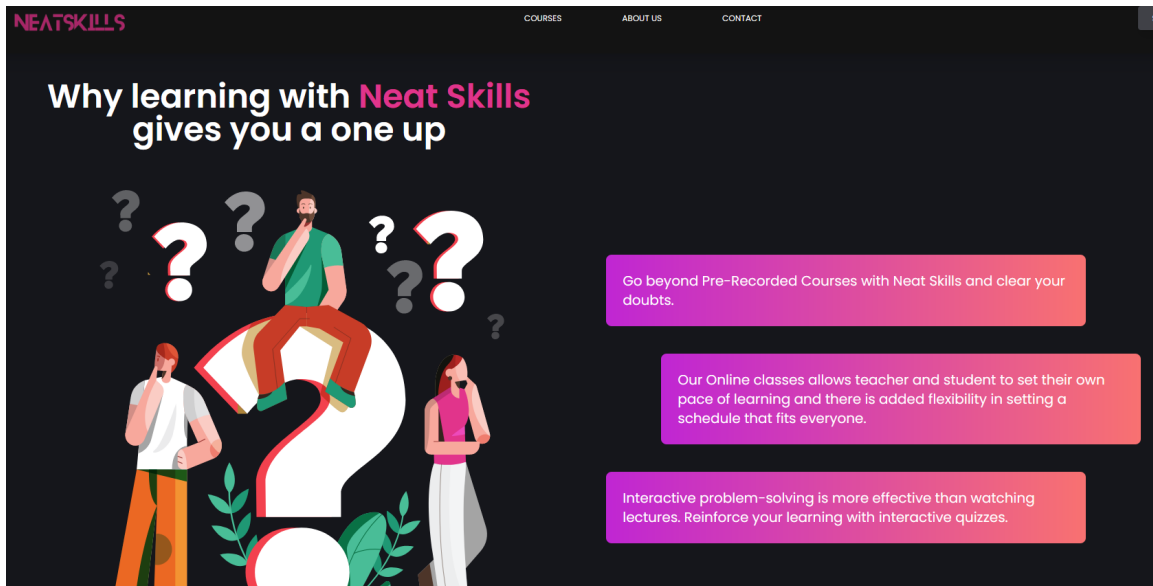 NEATSKILLS
COURSES
ABOUT US
CONTACT
Why learning with Neat Skills
gives you a one up
Go beyond Pre-Recorded Courses with Neat Skills and clear your
doubts.
Our Online classes allows teacher and student to set their own
pace of learning and there is added flexibility in setting a
schedule that fits everyone.
Interactive problem-solving is more effective than watching
lectures. Reinforce your learning with interactive quizzes.